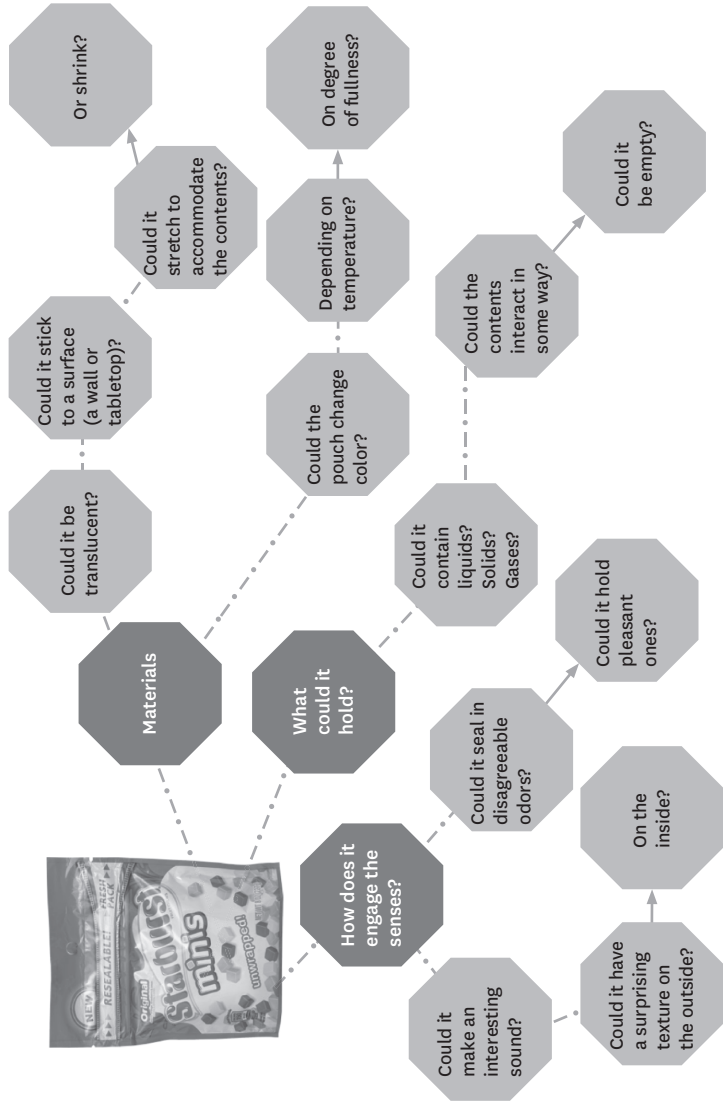 NEW
RESEALABLE!
FRESH
PACK
Original
Starburst
minis
unwrapped!
Materials
Could it be
translucent?
Could it stick
to a surface
(a wall or
tabletop)?
Could it
stretch to
accommodate
the contents?
Or shrink?
Could the
pouch change
color?
Depending on
temperature?
On degree
of fullness?
What
could it
hold?
Could it
contain
liquids?
Solids?
Gases?
Could the
contents
interact in
some way?
Could it
be empty?
How does it
engage the
senses?
Could it seal in
disagreeable
odors?
Could it hold
pleasant
ones?
Could it
make an
interesting
sound?
Could it have
a surprising
texture on
the outside?
On the
inside?